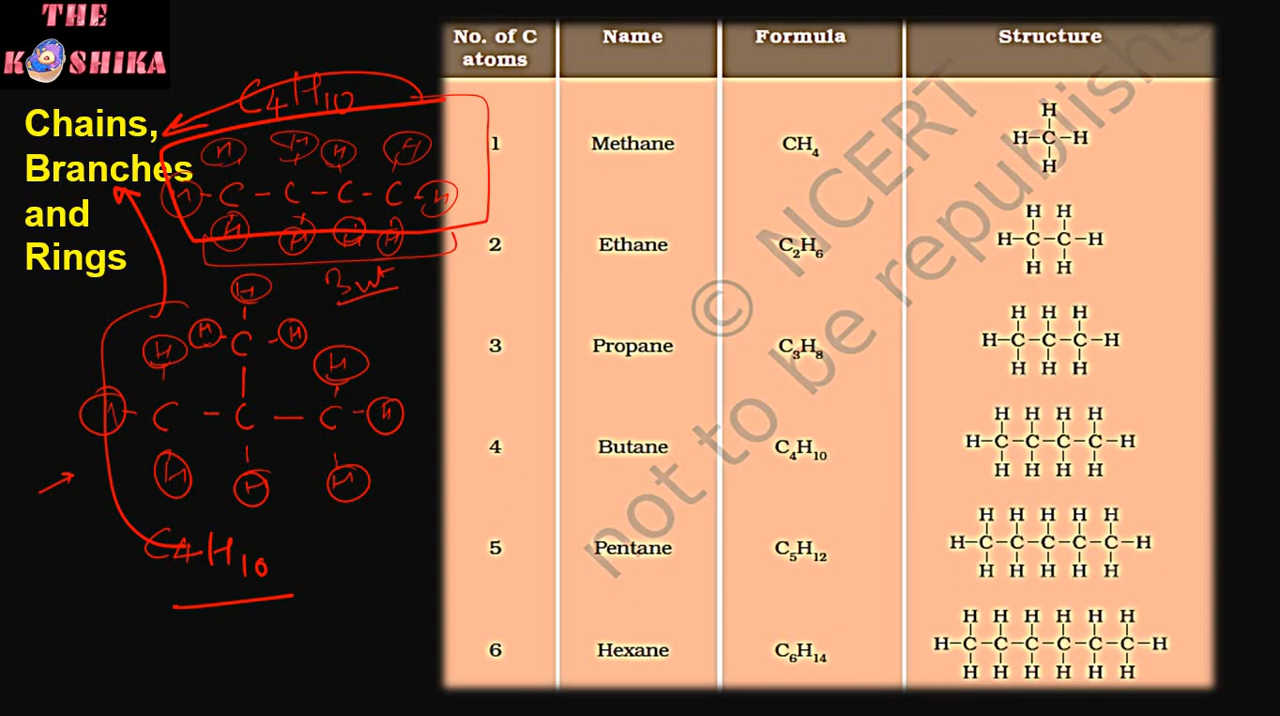 THE
KOSHIKA
Chains,
Branches
and
Rings
C4H10
H H H H
H - C - C - C - C - H
H H H H
But
H
H - C - H
H H
H - C - C - C - H
H H H
C4H10
No. of C atoms Name Formula Structure
1 Methane CH₄
H
H–C–H
H
2 Ethane C₂H₆
H H
H–C–C–H
H H
3 Propane C₃H₈
H H H
H–C–C–C–H
H H H
4 Butane C₄H₁₀
H H H H
H–C–C–C–C–H
H H H H
5 Pentane C₅H₁₂
H H H H H
H–C–C–C–C–C–H
H H H H H
6 Hexane C₆H₁₄
H H H H H H
H–C–C–C–C–C–C–H
H H H H H H
© NCERT
not to be republished